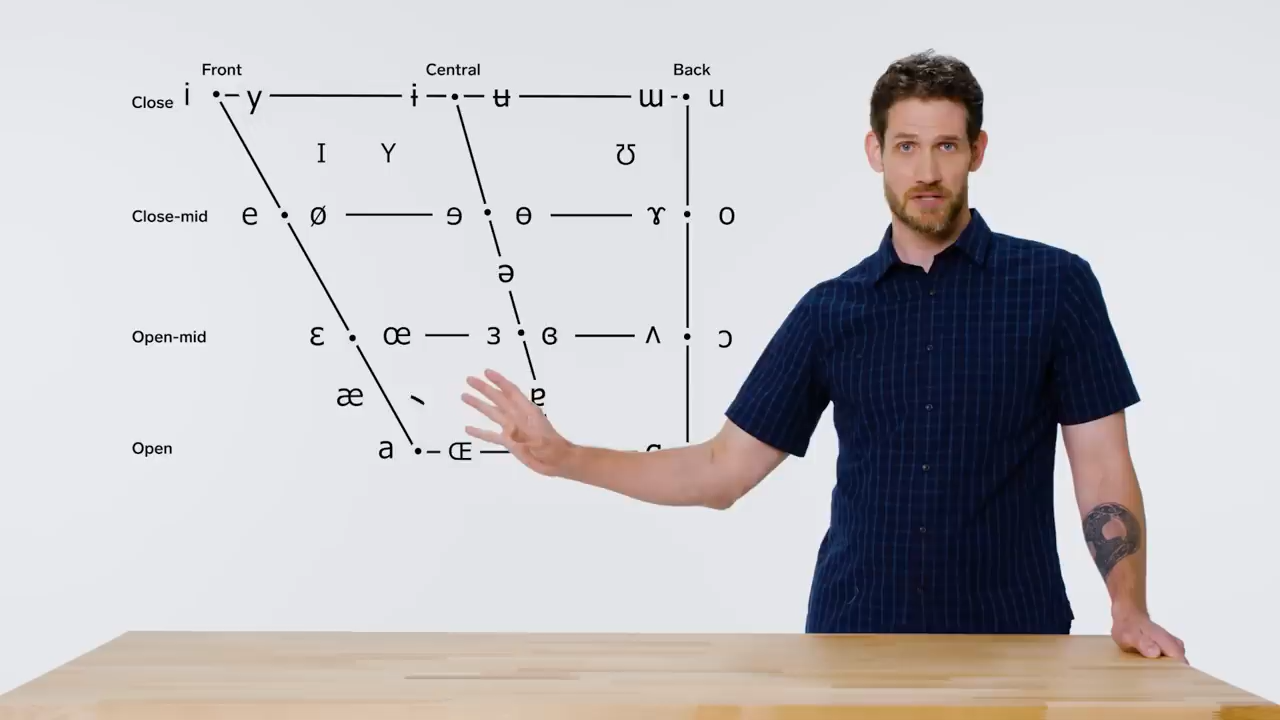 Front Central Back
Close i y ɨ ʉ ɯ u
I Y Ʊ
Close-mid e ø ɘ ɵ ɤ o
ə
Open-mid ɛ œ ɜ ɞ ʌ ɔ
æ ɐ
Open a Œ